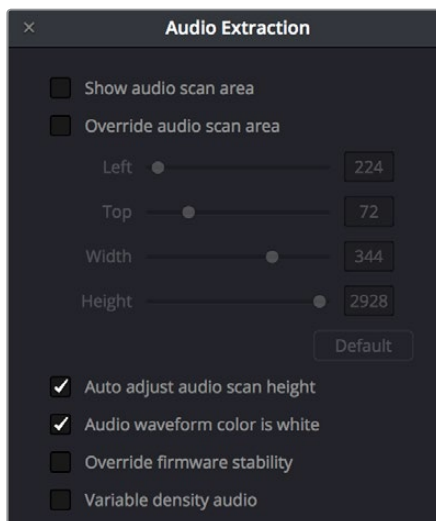 Audio Extraction
Show audio scan area
Override audio scan area
Left 224
Top 72
Width 344
Height 2928
Default
Auto adjust audio scan height
Audio waveform color is white
Override firmware stability
Variable density audio